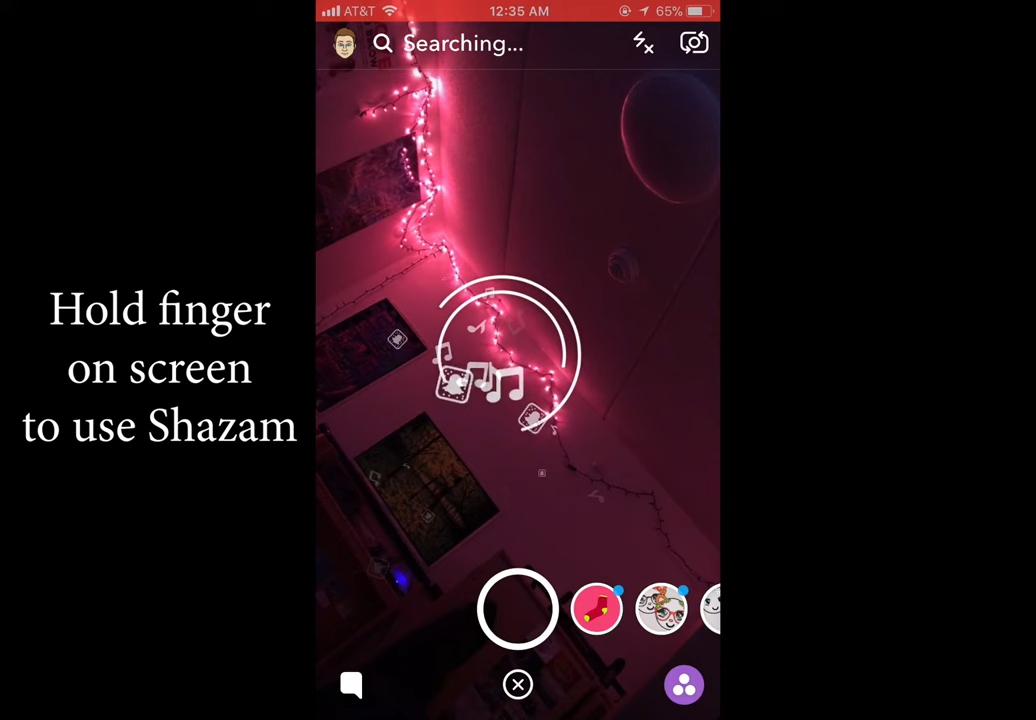 AT&T
12:35 AM
65%
Searching...
Hold finger
on screen
to use Shazam